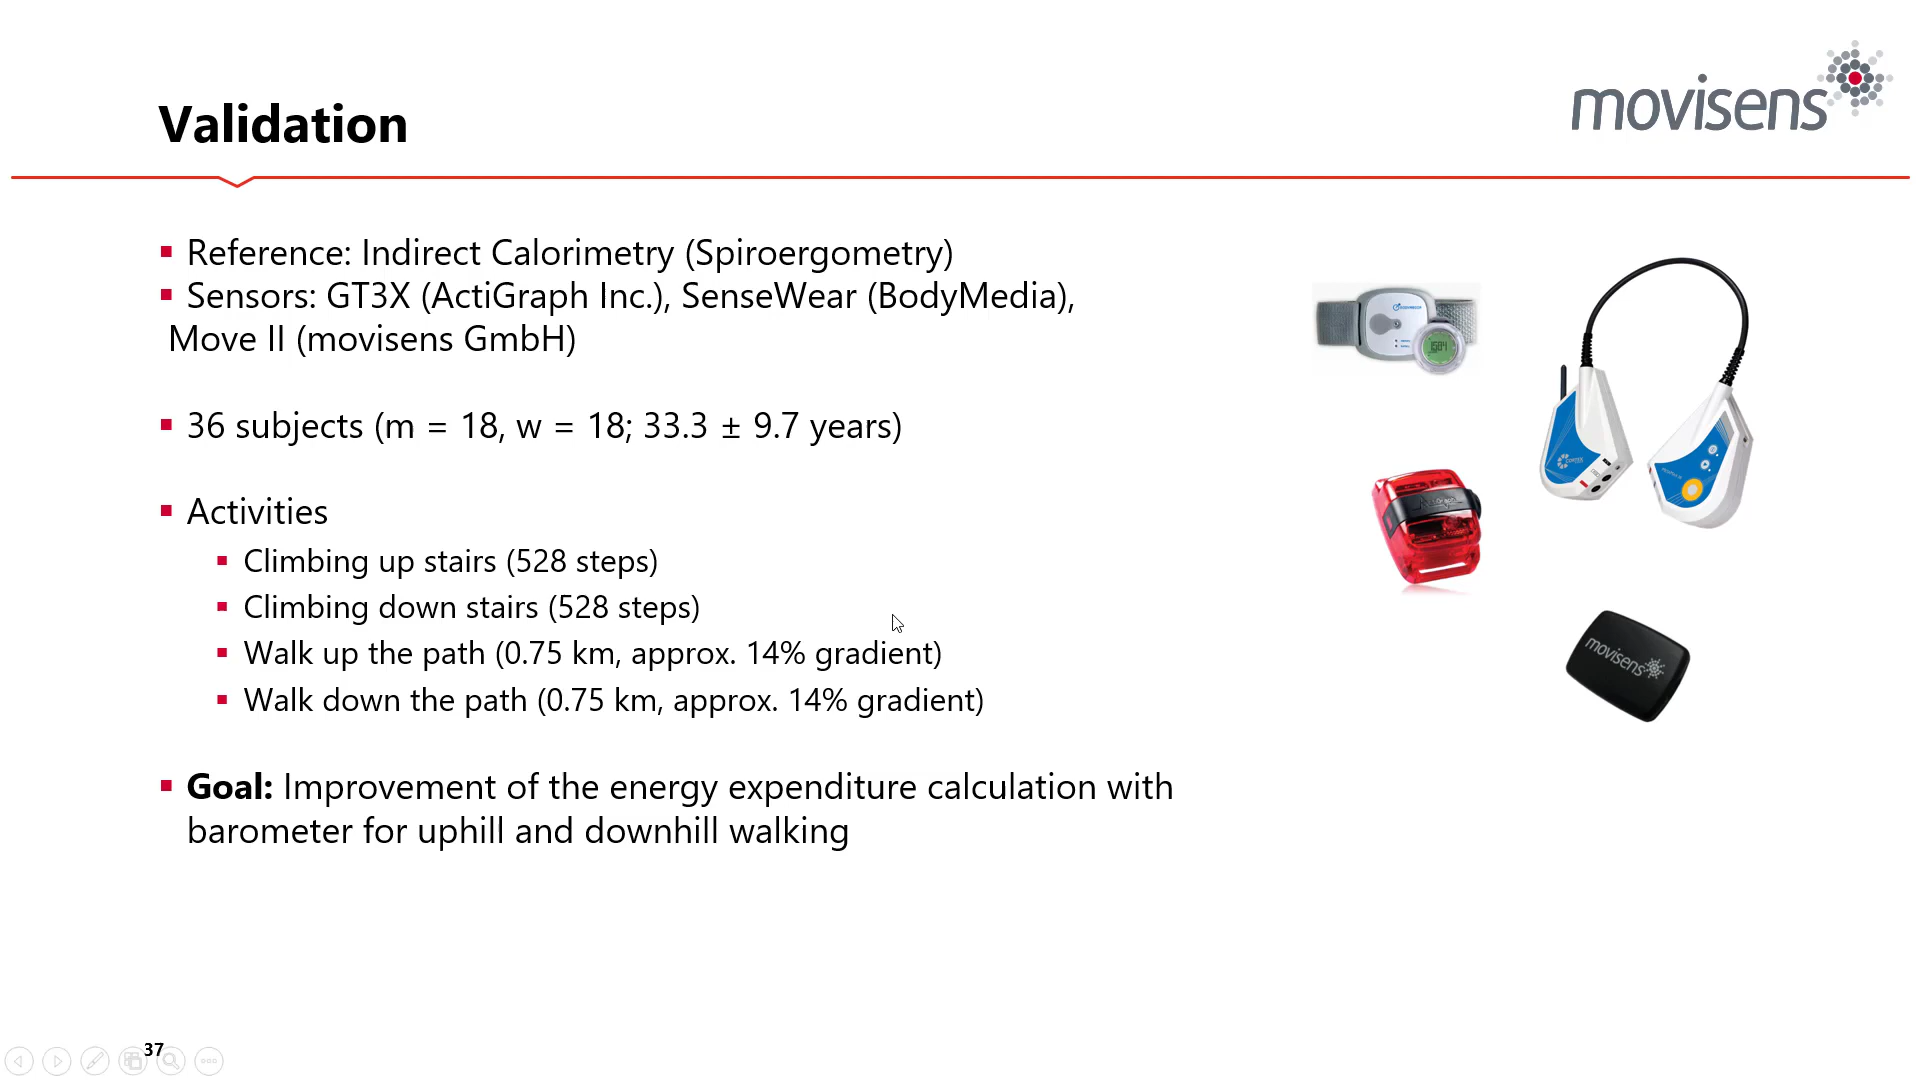 movisens
Validation
Reference: Indirect Calorimetry (Spiroergometry)
Sensors: GT3X (ActiGraph Inc.), SenseWear (BodyMedia),
Move II (movisens GmbH)
36 subjects (m = 18, w = 18; 33.3 ± 9.7 years)
Activities
Climbing up stairs (528 steps)
Climbing down stairs (528 steps)
Walk up the path (0.75 km, approx. 14% gradient)
Walk down the path (0.75 km, approx. 14% gradient)
Goal: Improvement of the energy expenditure calculation with
barometer for uphill and downhill walking
movisens
37